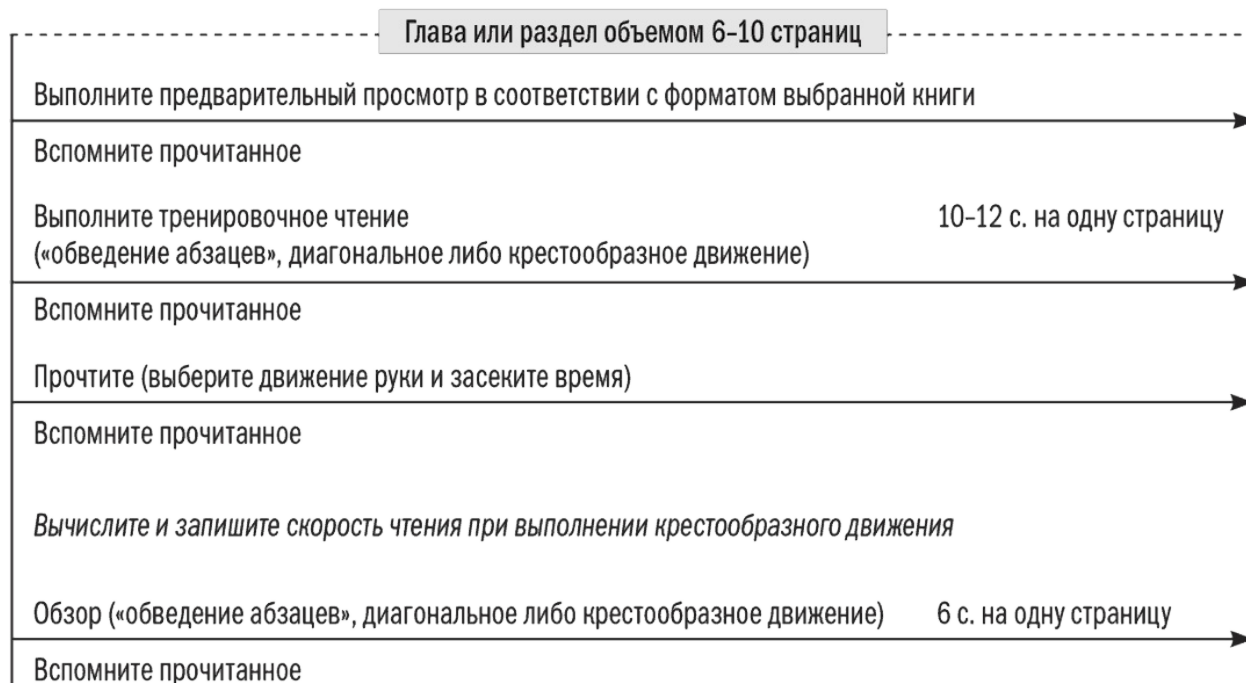 Глава или раздел объемом 6–10 страниц
Выполните предварительный просмотр в соответствии с форматом выбранной книги
Вспомните прочитанное
Выполните тренировочное чтение 10–12 с. на одну страницу
(«обведение абзацев», диагональное либо крестообразное движение)
Вспомните прочитанное
Прочтите (выберите движение руки и засеките время)
Вспомните прочитанное
Вычислите и запишите скорость чтения при выполнении крестообразного движения
Обзор («обведение абзацев», диагональное либо крестообразное движение) 6 с. на одну страницу
Вспомните прочитанное